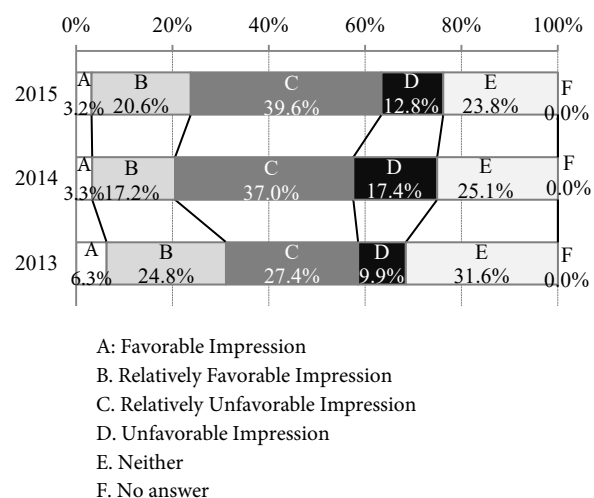 0% 20% 40% 60% 80% 100%
A B C D E F
2015 3.2% 20.6% 39.6% 12.8% 23.8% 0.0%
A B C D E F
2014 3.3% 17.2% 37.0% 17.4% 25.1% 0.0%
A B C D E F
2013 6.3% 24.8% 27.4% 9.9% 31.6% 0.0%
A: Favorable Impression
B. Relatively Favorable Impression
C. Relatively Unfavorable Impression
D. Unfavorable Impression
E. Neither
F. No answer